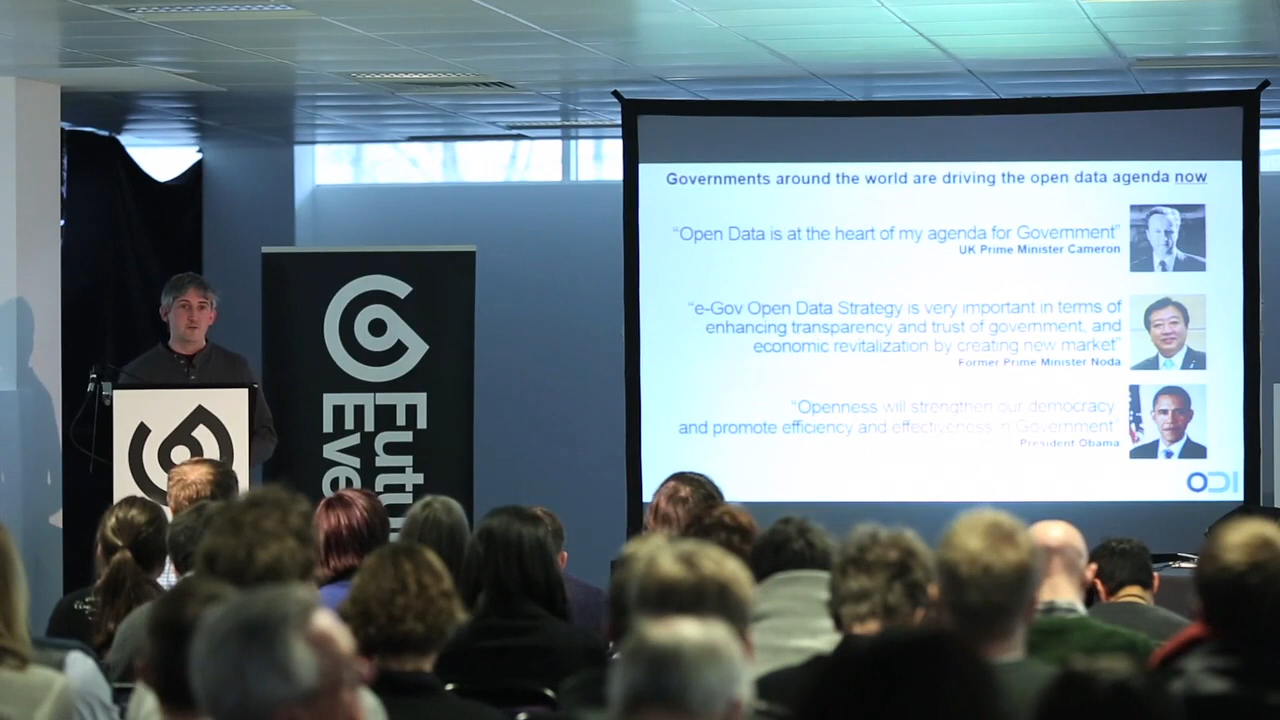 Governments around the world are driving the open data agenda now
“Open Data is at the heart of my agenda for Government”
UK Prime Minister Cameron
“e-Gov Open Data Strategy is very important in terms of
enhancing transparency and trust of government, and
economic revitalization by creating new market”
Former Prime Minister Noda
“Openness will strengthen our democracy
and promote efficiency and effectiveness in Government”
President Obama
ODI
Futu
Eve